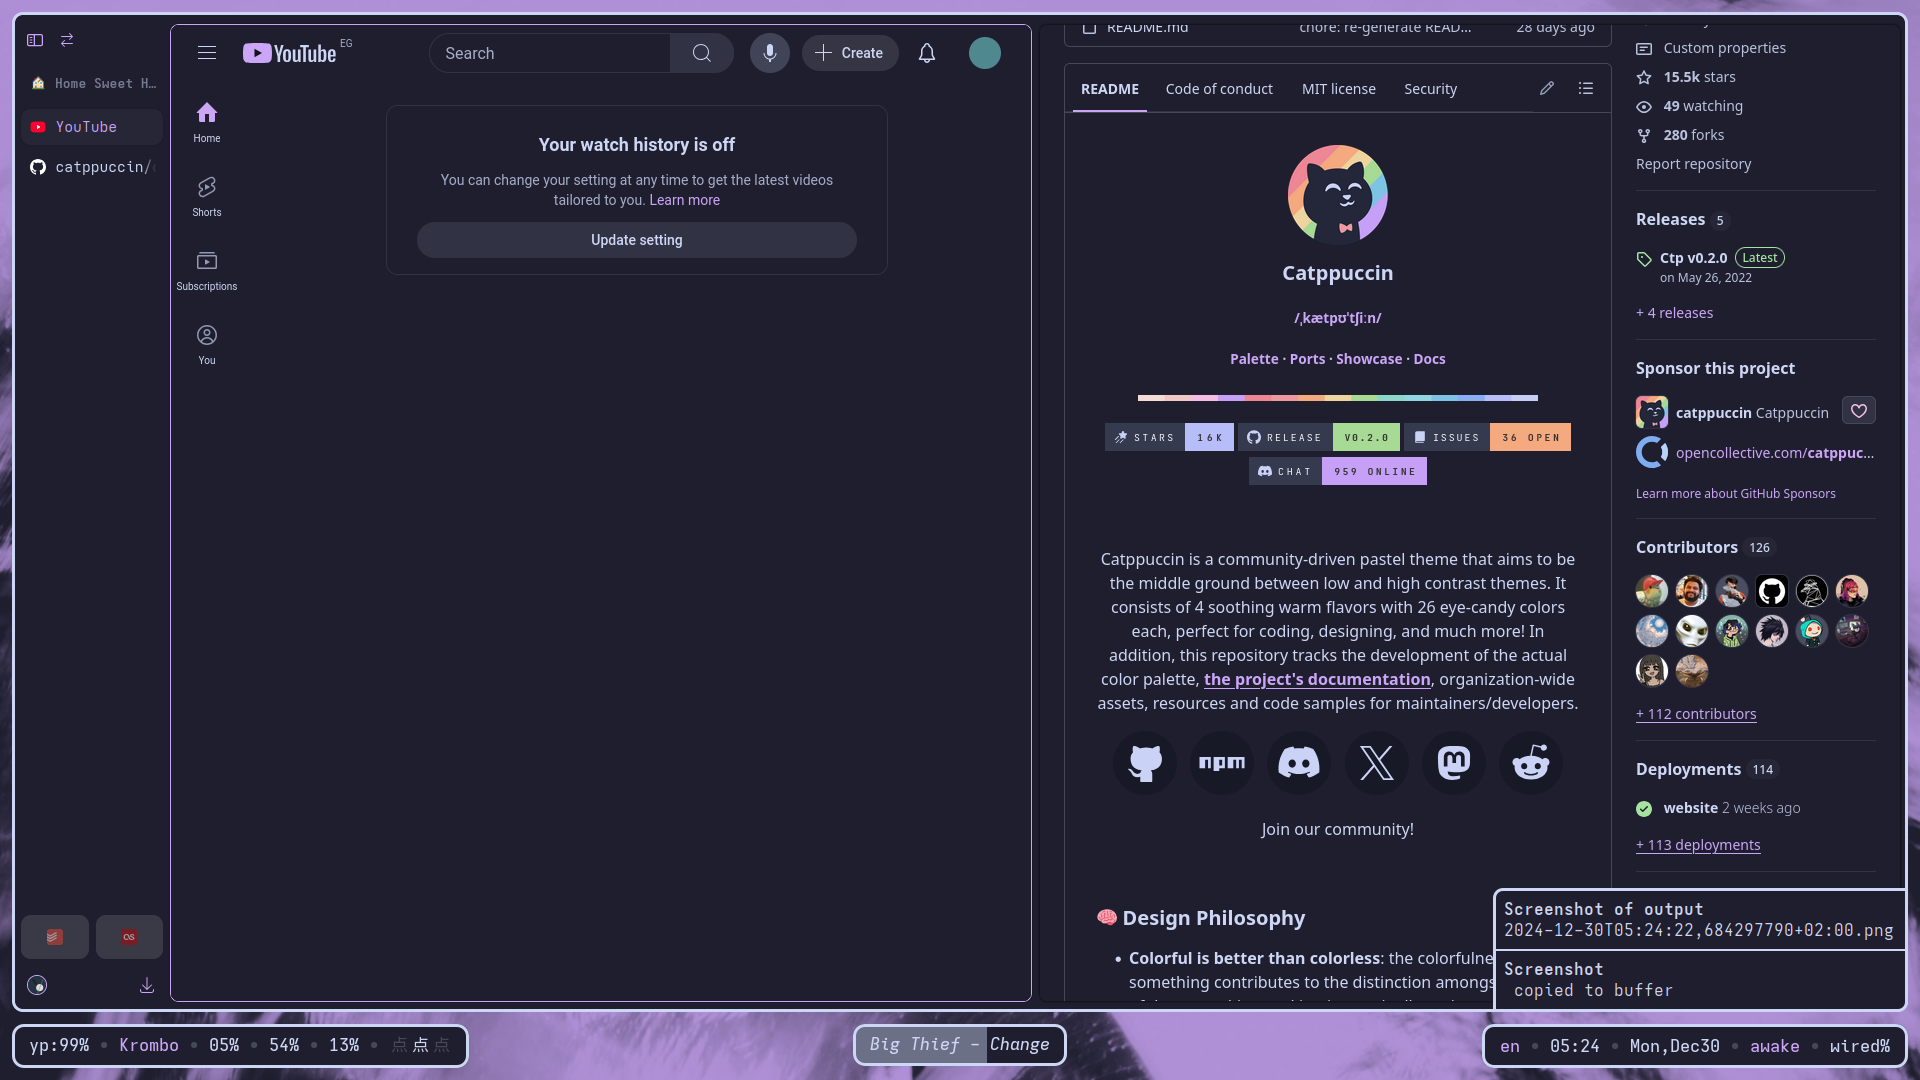 Home Sweet H…
YouTube
catppuccin/
YouTube
EG
Search
Create
Home
Shorts
Subscriptions
You
Your watch history is off
You can change your setting at any time to get the latest videos
tailored to you. Learn more
Update setting
README.md
chore: re-generate READ…
28 days ago
README
Code of conduct
MIT license
Security
Catppuccin
/ˌkætpʊˈtʃiːn/
Palette · Ports · Showcase · Docs
STARS 16K
RELEASE V0.2.0
ISSUES 36 OPEN
CHAT 959 ONLINE
Catppuccin is a community-driven pastel theme that aims to be
the middle ground between low and high contrast themes. It
consists of 4 soothing warm flavors with 26 eye-candy colors
each, perfect for coding, designing, and much more! In
addition, this repository tracks the development of the actual
color palette, the project's documentation, organization-wide
assets, resources and code samples for maintainers/developers.
npm
Join our community!
🧠 Design Philosophy
• Colorful is better than colorless: the colorfulne
something contributes to the distinction amongs
Custom properties
15.5k stars
49 watching
280 forks
Report repository
Releases 5
Ctp v0.2.0 Latest
on May 26, 2022
+ 4 releases
Sponsor this project
catppuccin Catppuccin
opencollective.com/catppuc…
Learn more about GitHub Sponsors
Contributors 126
+ 112 contributors
Deployments 114
website 2 weeks ago
+ 113 deployments
Screenshot of output
2024-12-30T05:24:22,684297790+02:00.png
Screenshot
copied to buffer
yp:99% • Krombo • 05% • 54% • 13% • 点 点 点
Big Thief – Change
en • 05:24 • Mon,Dec30 • awake • wired%